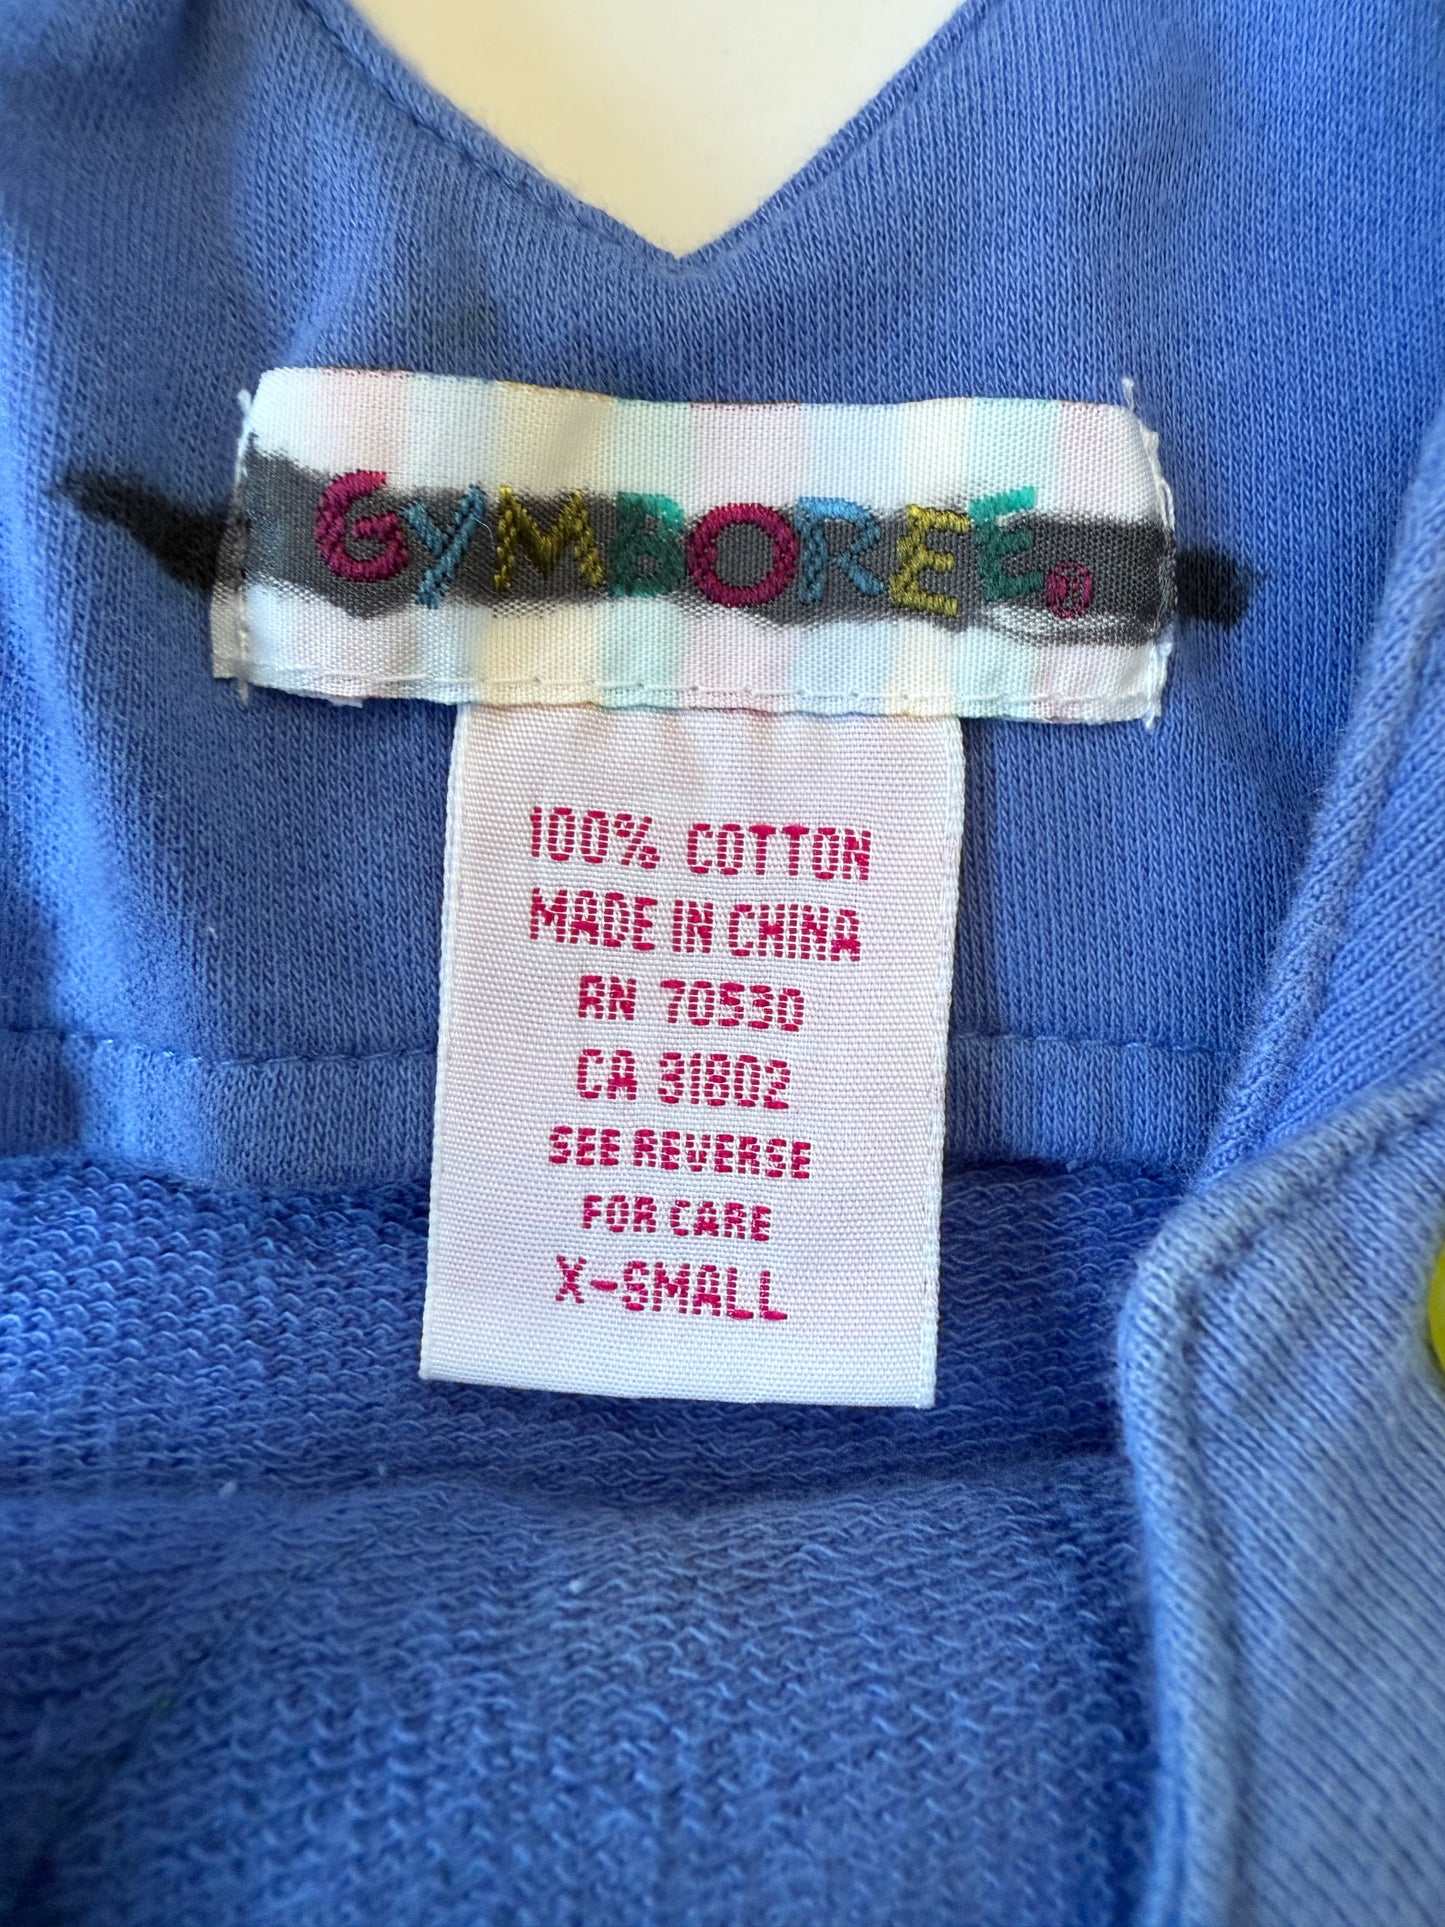 GYMBOREE®
100% COTTON
MADE IN CHINA
RN 70530
CA 31802
SEE REVERSE
FOR CARE
X-SMALL